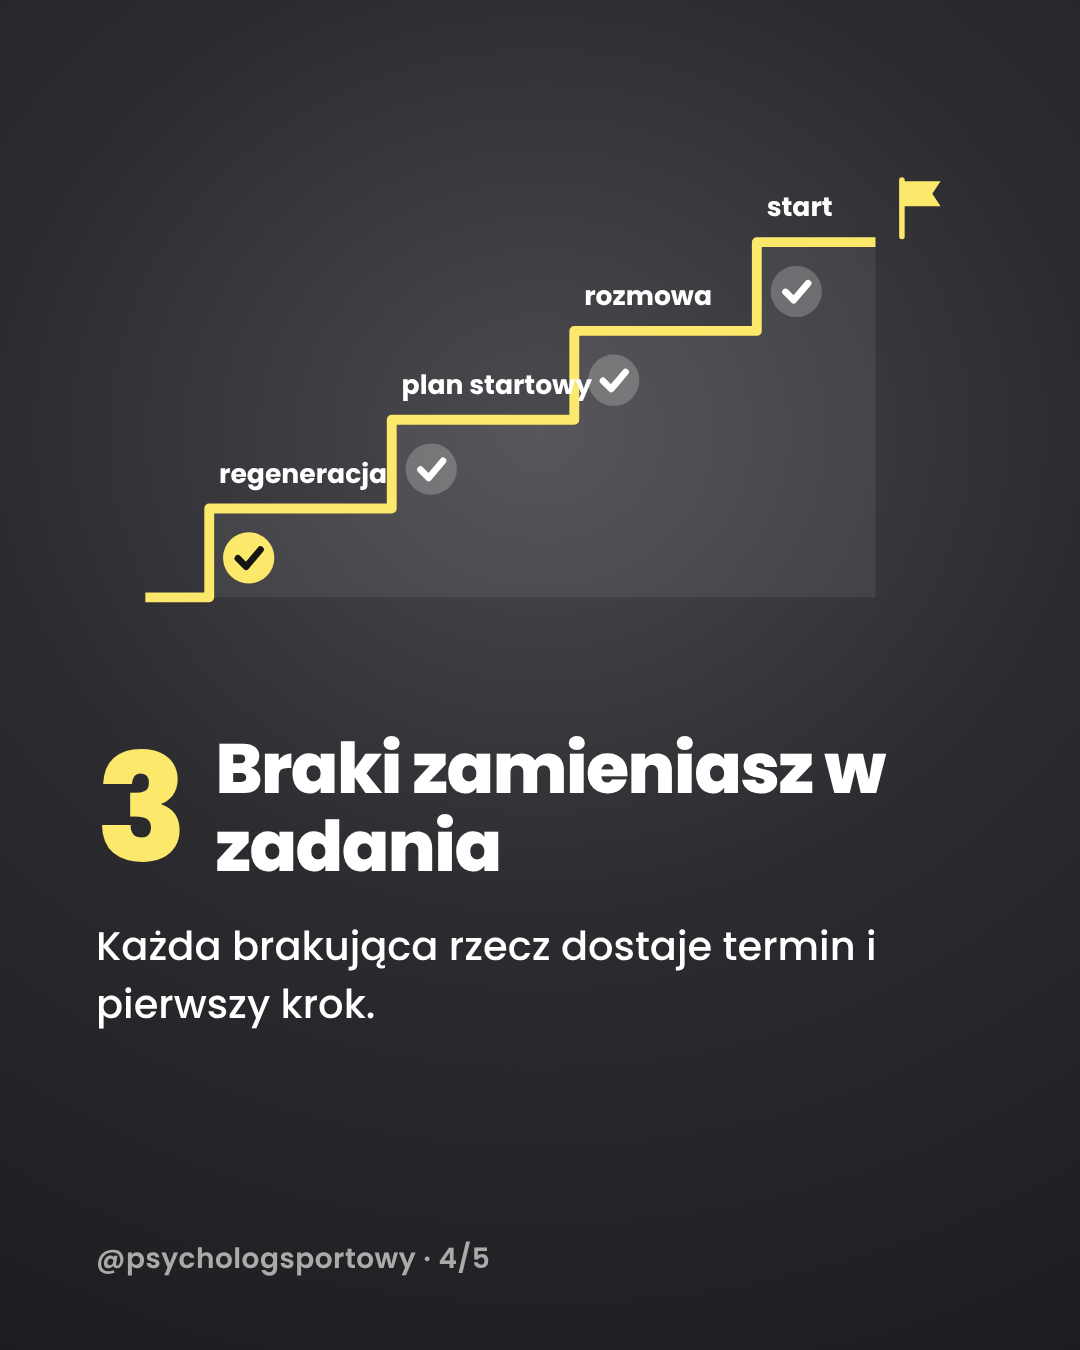 start
rozmowa
plan startowy
regeneracja
3
Braki zamieniasz w
zadania
Każda brakująca rzecz dostaje termin i
pierwszy krok.
@psychologsportowy · 4/5